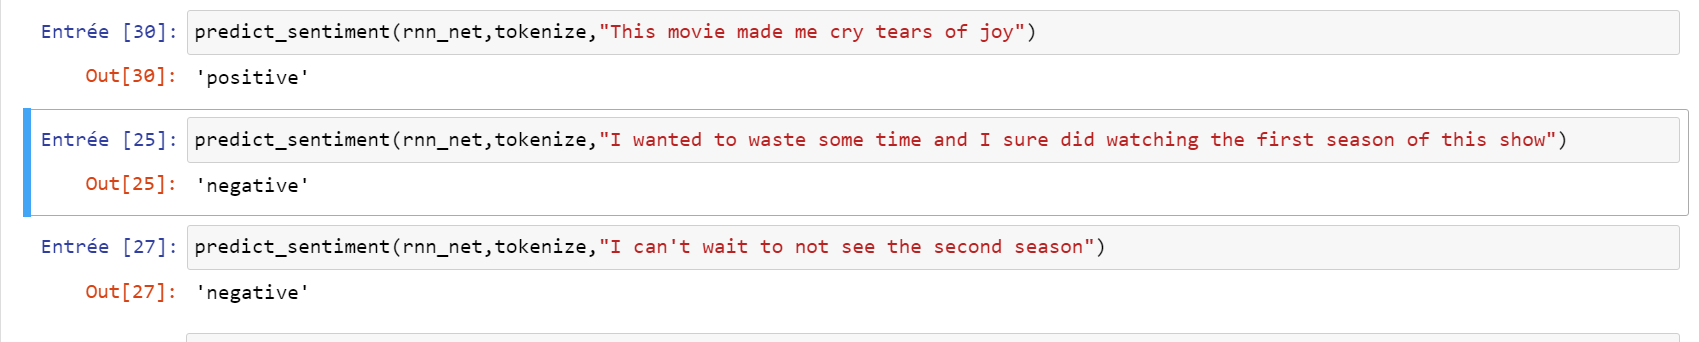 Entrée [30]: predict_sentiment(rnn_net,tokenize,"This movie made me cry tears of joy")
Out[30]: 'positive'
Entrée [25]: predict_sentiment(rnn_net,tokenize,"I wanted to waste some time and I sure did watching the first season of this show")
Out[25]: 'negative'
Entrée [27]: predict_sentiment(rnn_net,tokenize,"I can't wait to not see the second season")
Out[27]: 'negative'